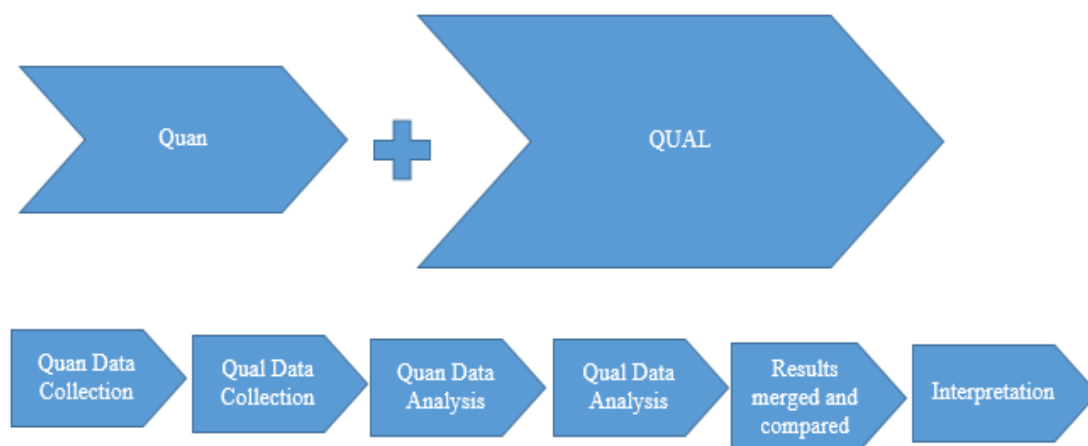 Quan
QUAL
Quan Data
Collection
Qual Data
Collection
Quan Data
Analysis
Qual Data
Analysis
Results
merged and
compared
Interpretation